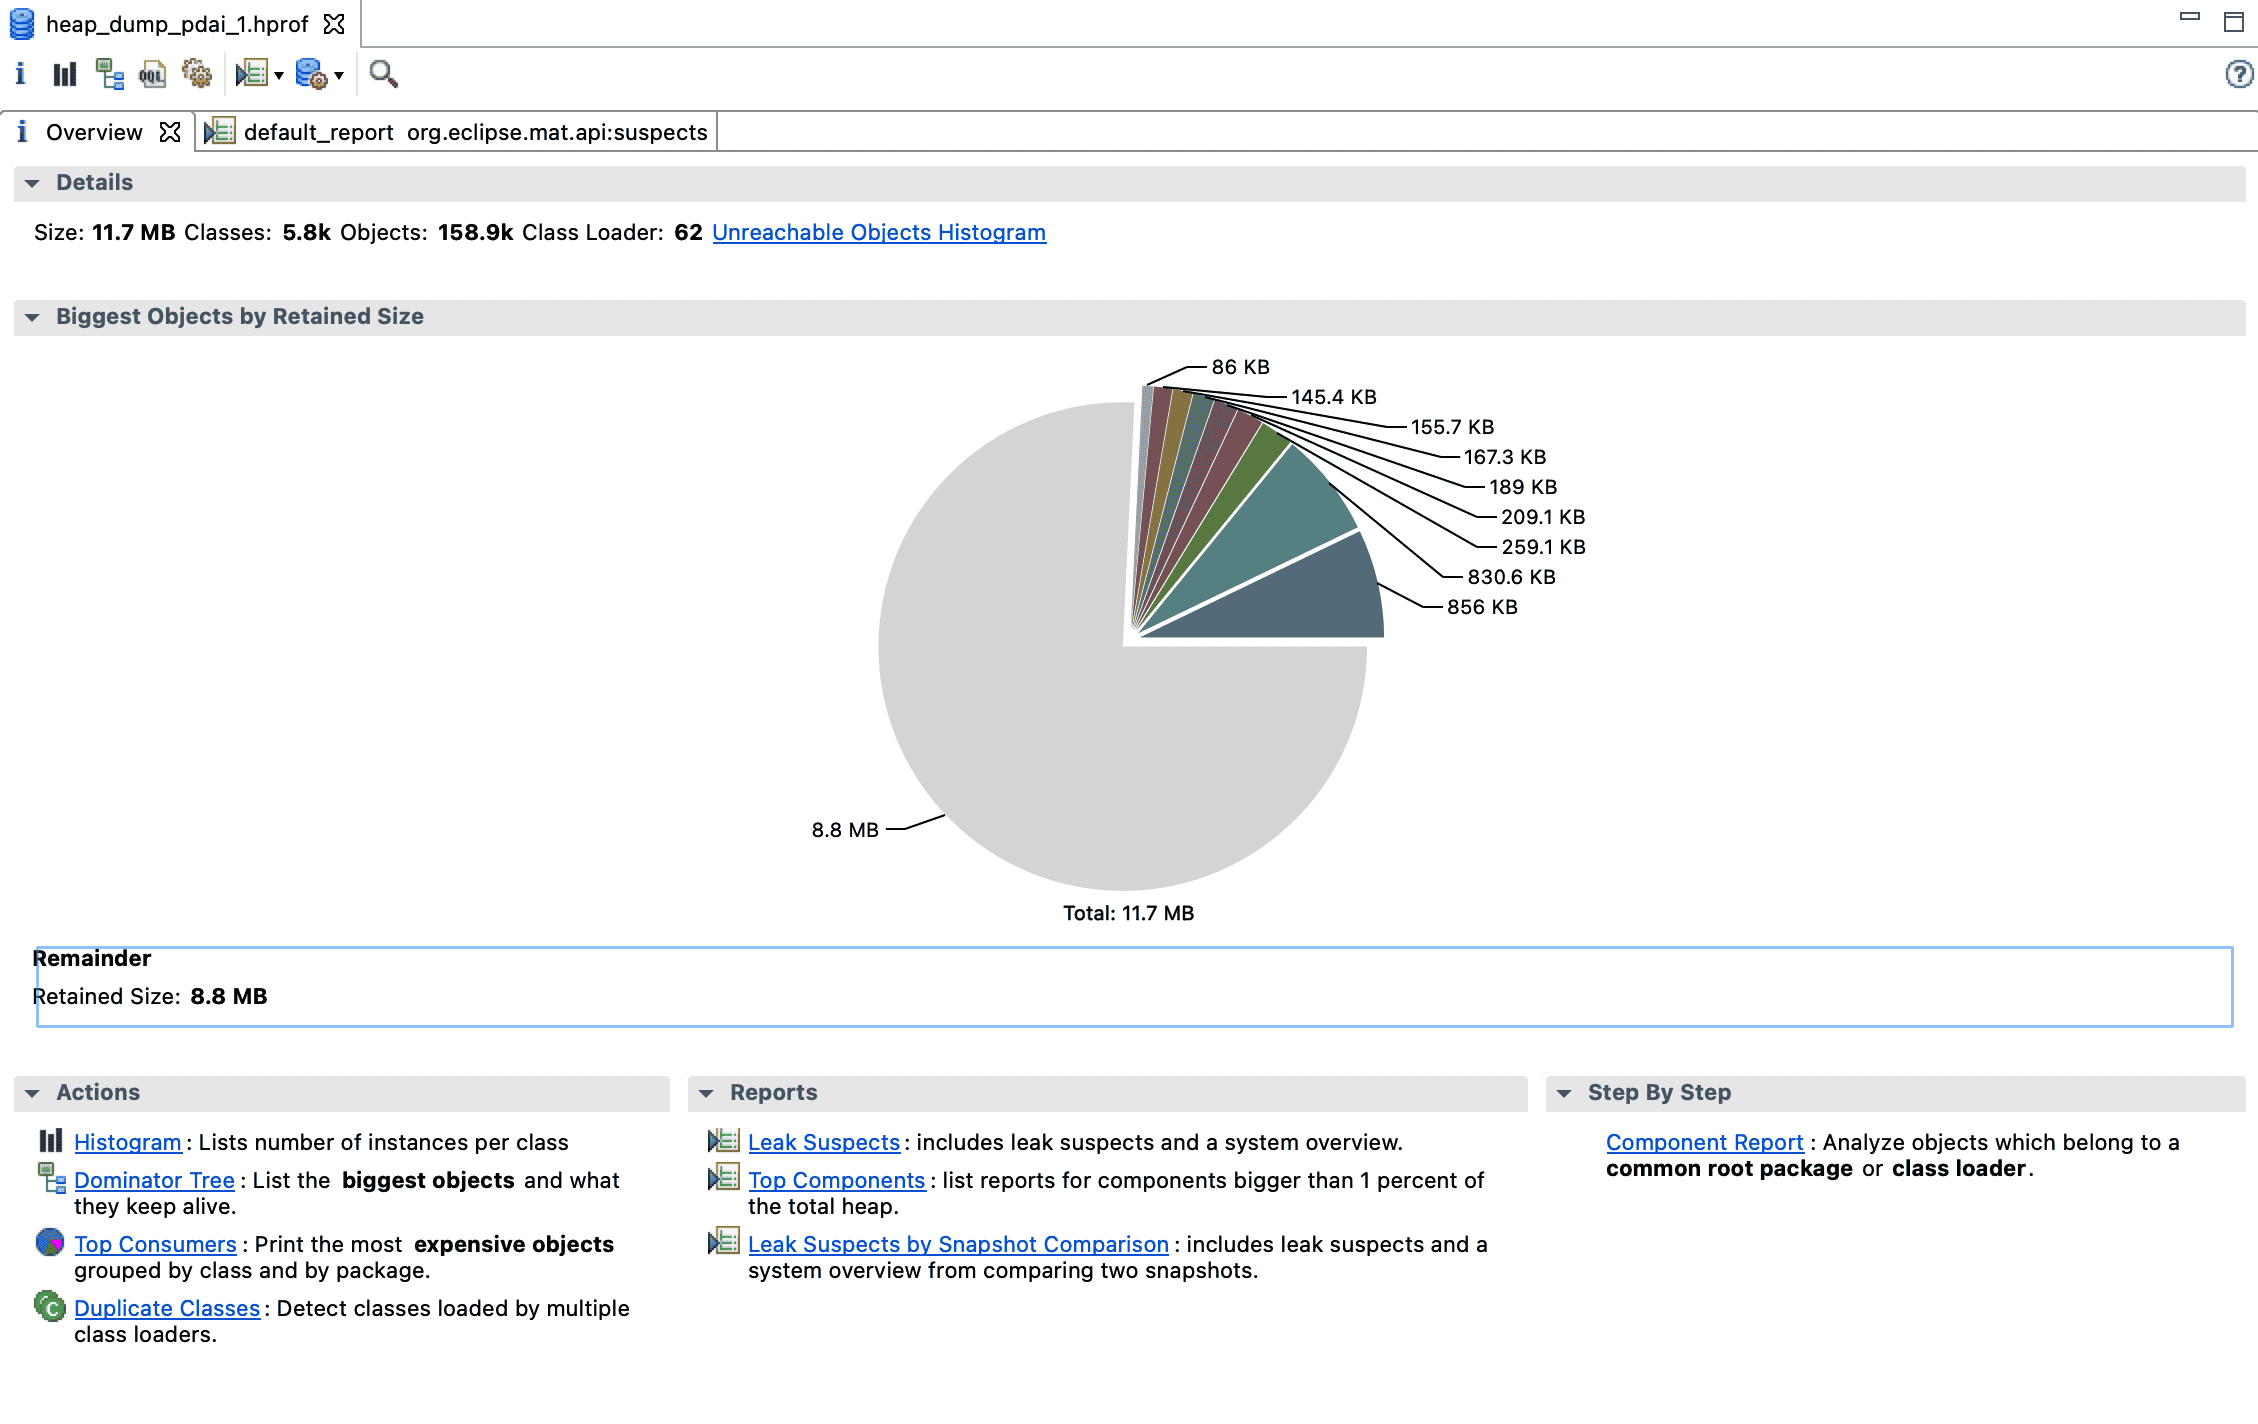 heap_dump_pdai_1.hprof
OQL
Overview
default_report org.eclipse.mat.api:suspects
Details
Size: 11.7 MB Classes: 5.8k Objects: 158.9k Class Loader: 62 Unreachable Objects Histogram
Biggest Objects by Retained Size
86 KB
145.4 KB
155.7 KB
167.3 KB
189 KB
209.1 KB
259.1 KB
830.6 KB
856 KB
8.8 MB
Total: 11.7 MB
Remainder
Retained Size: 8.8 MB
Actions
Histogram: Lists number of instances per class
Dominator Tree: List the biggest objects and what
they keep alive.
Top Consumers: Print the most expensive objects
grouped by class and by package.
Duplicate Classes: Detect classes loaded by multiple
class loaders.
Reports
Leak Suspects: includes leak suspects and a system overview.
Top Components: list reports for components bigger than 1 percent of
the total heap.
Leak Suspects by Snapshot Comparison: includes leak suspects and a
system overview from comparing two snapshots.
Step By Step
Component Report: Analyze objects which belong to a
common root package or class loader.